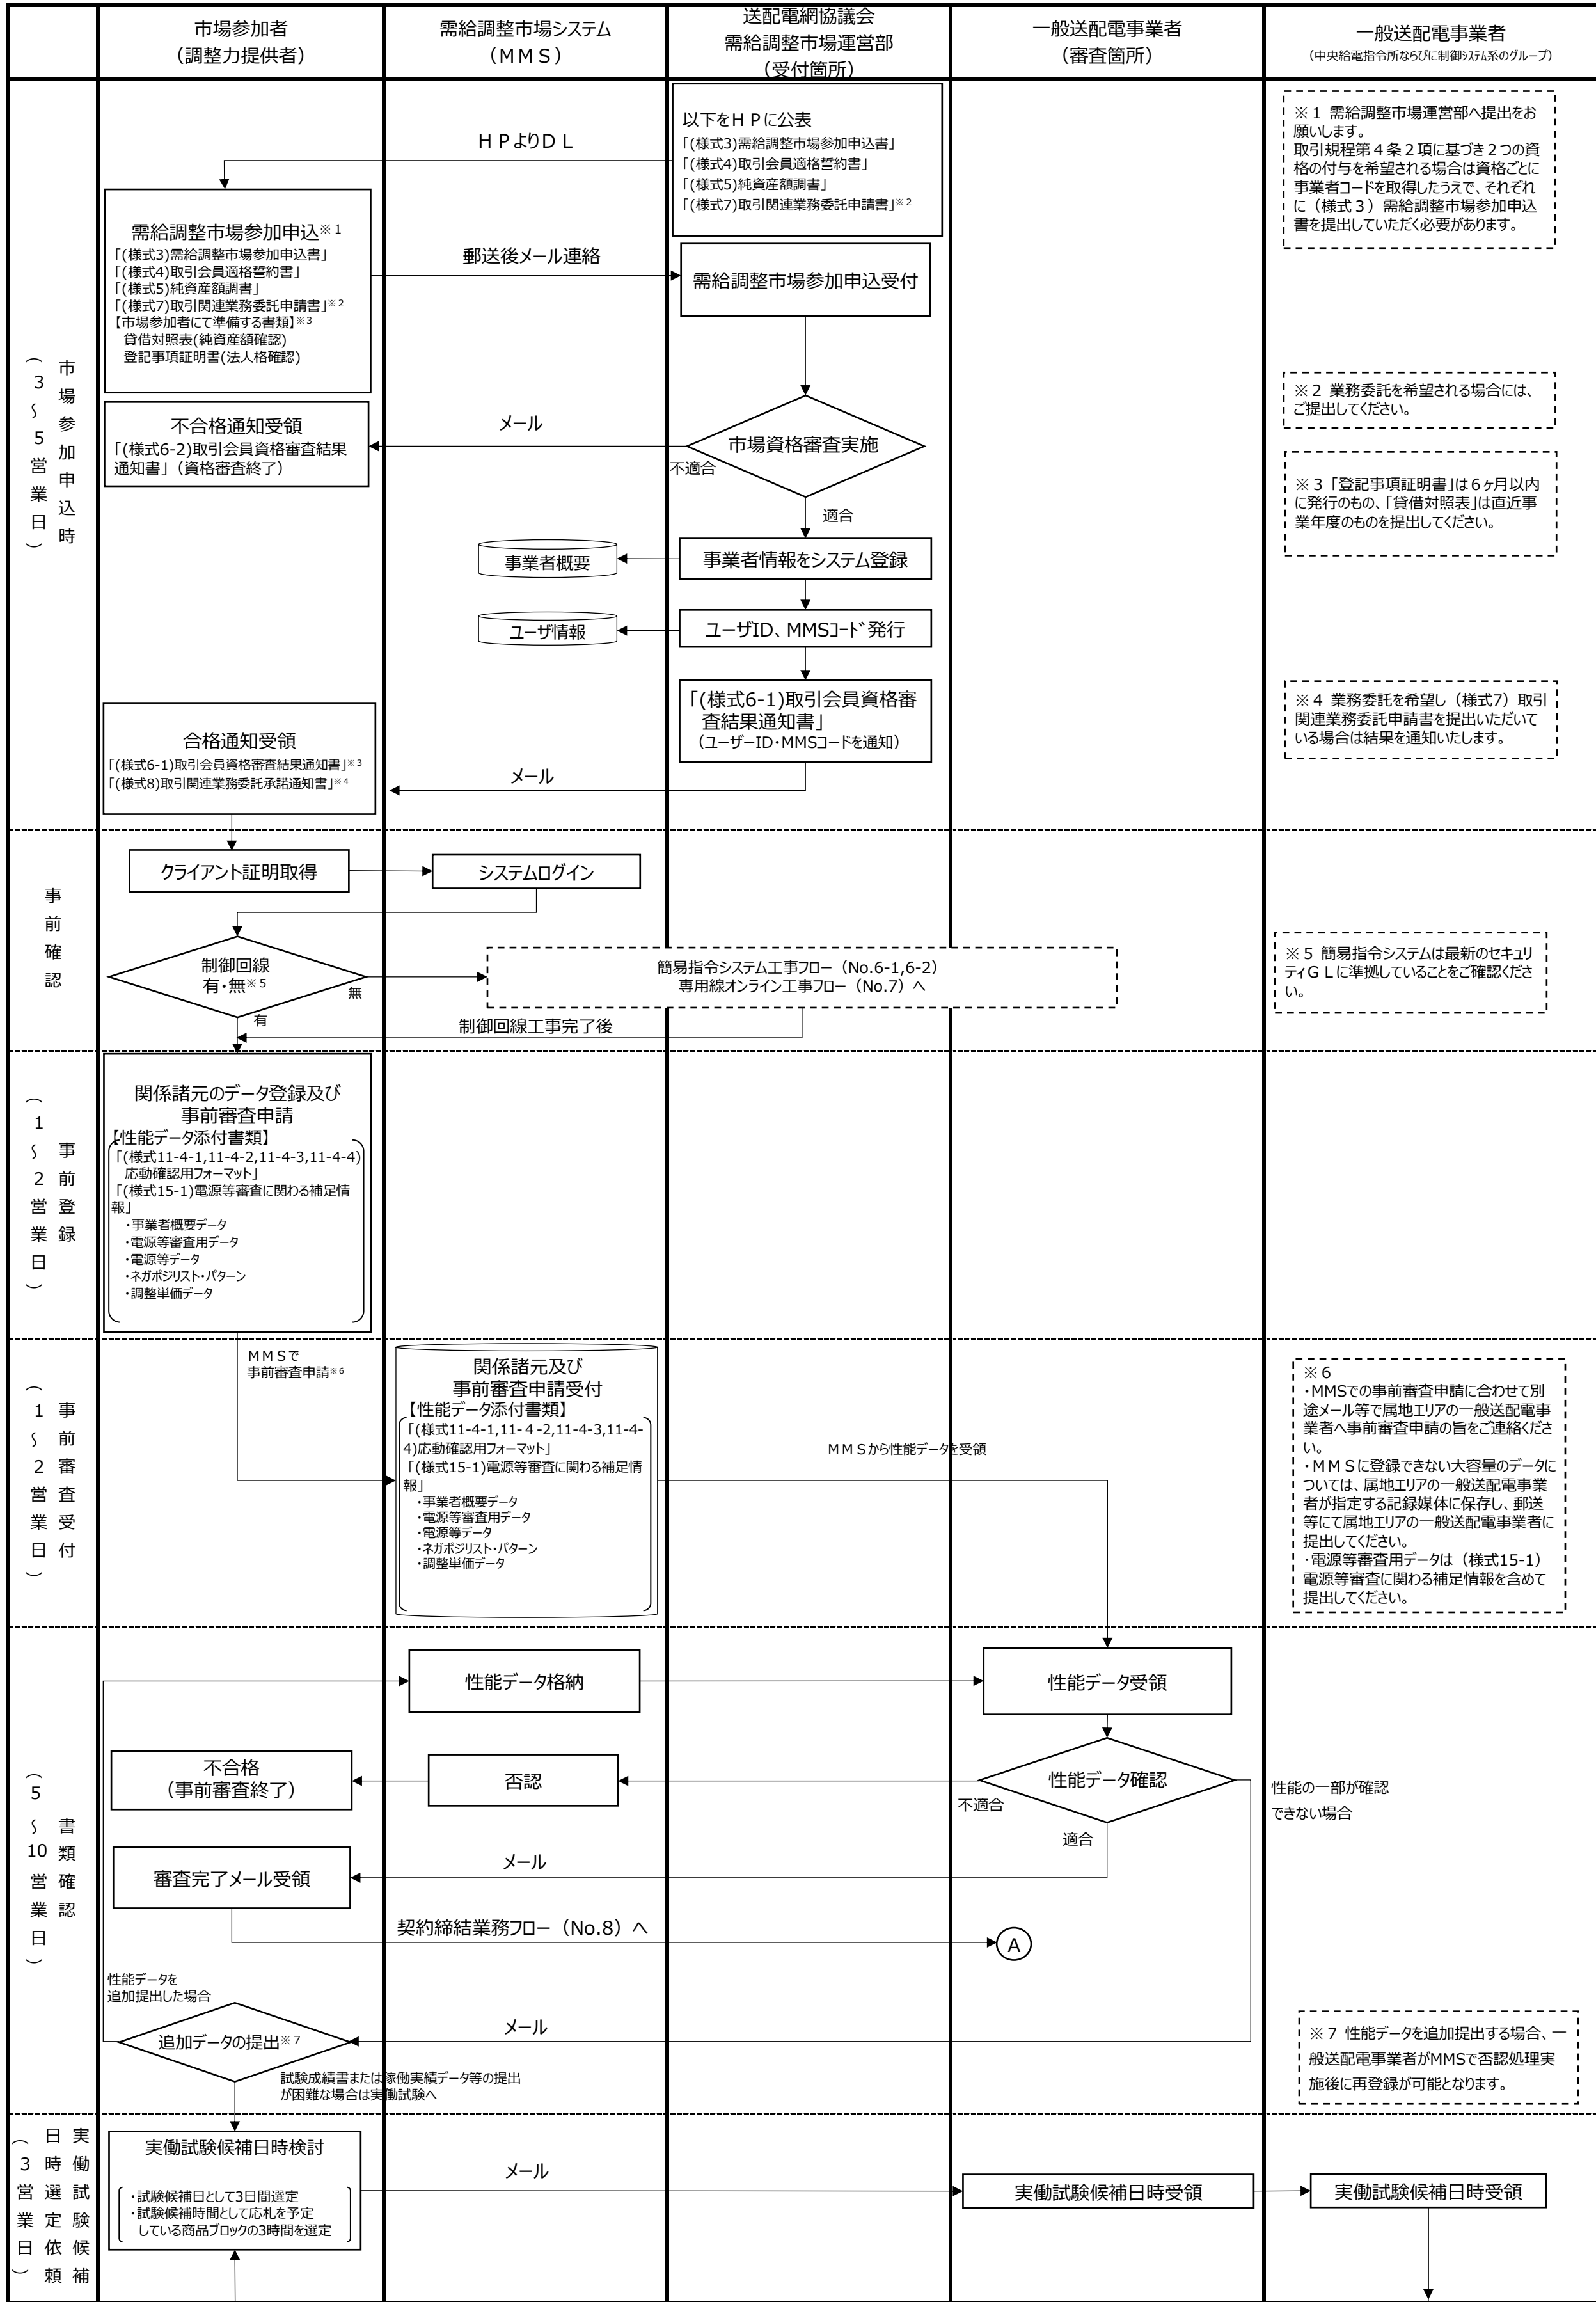 市場参加者
（調整力提供者）
需給調整市場システム
（ＭＭＳ）
送配電網協議会
需給調整市場運営部
（受付箇所）
一般送配電事業者
（審査箇所）
一般送配電事業者
（中央給電指令所ならびに制御システム系のグループ）
市場参加申込時
（3～5営業日）
以下をＨＰに公表
「(様式3)需給調整市場参加申込書」
「(様式4)取引会員適格誓約書」
「(様式5)純資産額調書」
「(様式7)取引関連業務委託申請書」※2
ＨＰよりＤＬ
※１ 需給調整市場運営部へ提出をお
願いします。
取引規程第４条２項に基づき２つの資
格の付与を希望される場合は資格ごとに
事業者コードを取得したうえで、それぞれ
に（様式３）需給調整市場参加申込
書を提出していただく必要があります。
需給調整市場参加申込※1
「(様式3)需給調整市場参加申込書」
「(様式4)取引会員適格誓約書」
「(様式5)純資産額調書」
「(様式7)取引関連業務委託申請書」※2
【市場参加者にて準備する書類】※3
貸借対照表(純資産額確認)
登記事項証明書(法人格確認)
郵送後メール連絡
需給調整市場参加申込受付
※２ 業務委託を希望される場合には、
ご提出してください。
不合格通知受領
「(様式6-2)取引会員資格審査結果
通知書」（資格審査終了）
メール
市場資格審査実施
不適合
適合
※３「登記事項証明書」は６ヶ月以内
に発行のもの、「貸借対照表」は直近事
業年度のものを提出してください。
事業者概要
事業者情報をシステム登録
ユーザ情報
ユーザID、MMSｺｰﾄﾞ発行
「(様式6-1)取引会員資格審
査結果通知書」
（ユーザーID・MMSコードを通知）
合格通知受領
「(様式6-1)取引会員資格審査結果通知書」※3
「(様式8)取引関連業務委託承諾通知書」※4
メール
※４ 業務委託を希望し（様式7）取引
関連業務委託申請書を提出いただいて
いる場合は結果を通知いたします。
事前確認
クライアント証明取得
システムログイン
制御回線
有・無※5
無
有
簡易指令システム工事フロー（No.6-1,6-2）
専用線オンライン工事フロー（No.7）へ
制御回線工事完了後
※５ 簡易指令システムは最新のセキュリ
ティＧＬに準拠していることをご確認くださ
い。
事前登録
（1～2営業日）
関係諸元のデータ登録及び
事前審査申請
【性能データ添付書類】
「(様式11-4-1,11-4-2,11-4-3,11-4-4)
応動確認用フォーマット」
「(様式15-1)電源等審査に関わる補足情
報」
・事業者概要データ
・電源等審査用データ
・電源等データ
・ネガポジリスト・パターン
・調整単価データ
事前審査受付
（1～2営業日）
ＭＭＳで
事前審査申請※6
関係諸元及び
事前審査申請受付
【性能データ添付書類】
「(様式11-4-1,11-４-2,11-4-3,11-4-
4)応動確認用フォーマット」
「(様式15-1)電源等審査に関わる補足情
報」
・事業者概要データ
・電源等審査用データ
・電源等データ
・ネガポジリスト・パターン
・調整単価データ
ＭＭＳから性能データを受領
※６
・MMSでの事前審査申請に合わせて別
途メール等で属地エリアの一般送配電事
業者へ事前審査申請の旨をご連絡くださ
い。
・ＭＭＳに登録できない大容量のデータに
ついては、属地エリアの一般送配電事業
者が指定する記録媒体に保存し、郵送
等にて属地エリアの一般送配電事業者に
提出してください。
・電源等審査用データは（様式15-1）
電源等審査に関わる補足情報を含めて
提出してください。
書類確認
（5～10営業日）
性能データ格納
性能データ受領
不合格
（事前審査終了）
否認
性能データ確認
不適合
適合
性能の一部が確認
できない場合
審査完了メール受領
メール
契約締結業務フロー（No.8）へ
A
性能データを
追加提出した場合
追加データの提出※7
メール
試験成績書または稼働実績データ等の提出
が困難な場合は実働試験へ
※７ 性能データを追加提出する場合、一
般送配電事業者がMMSで否認処理実
施後に再登録が可能となります。
実働試験候補
日時選定依頼
（3営業日）
実働試験候補日時検討
・試験候補日として3日間選定
・試験候補時間として応札を予定
している商品ブロックの3時間を選定
メール
実働試験候補日時受領
実働試験候補日時受領